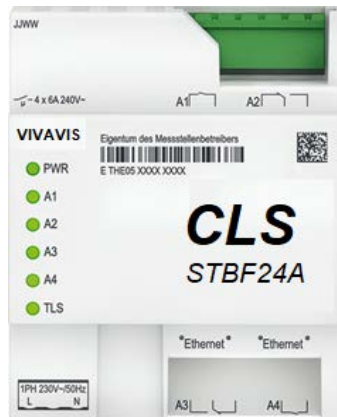 JJWW
4 x 6A 240V~
A1 A2
VIVAVIS
Eigentum des Messstellenbetreibers
E THE05 XXXX XXXX
PWR
A1
A2
A3
A4
TLS
CLS
STBF24A
"Ethernet" "Ethernet"
1PH 230V~/50Hz
L N
A3 A4